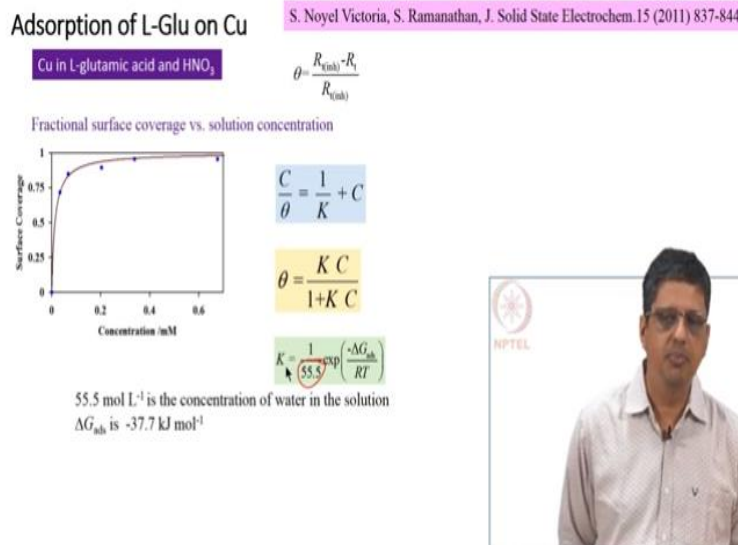 Adsorption of L-Glu on Cu
S. Noyel Victoria, S. Ramanathan, J. Solid State Electrochem.15 (2011) 837-844
Cu in L-glutamic acid and HNO₃
θ= (R_t(inh)-R_t) / R_t(inh)
Fractional surface coverage vs. solution concentration
1
0.75
0.5
0.25
0
Surface Coverage
0 0.2 0.4 0.6
Concentration /mM
C/θ = 1/K + C
θ = K C / 1+K C
K = 1/55.5 exp(-ΔG_ads/RT)
55.5 mol L⁻¹ is the concentration of water in the solution
ΔG_ads is -37.7 kJ mol⁻¹
NPTEL